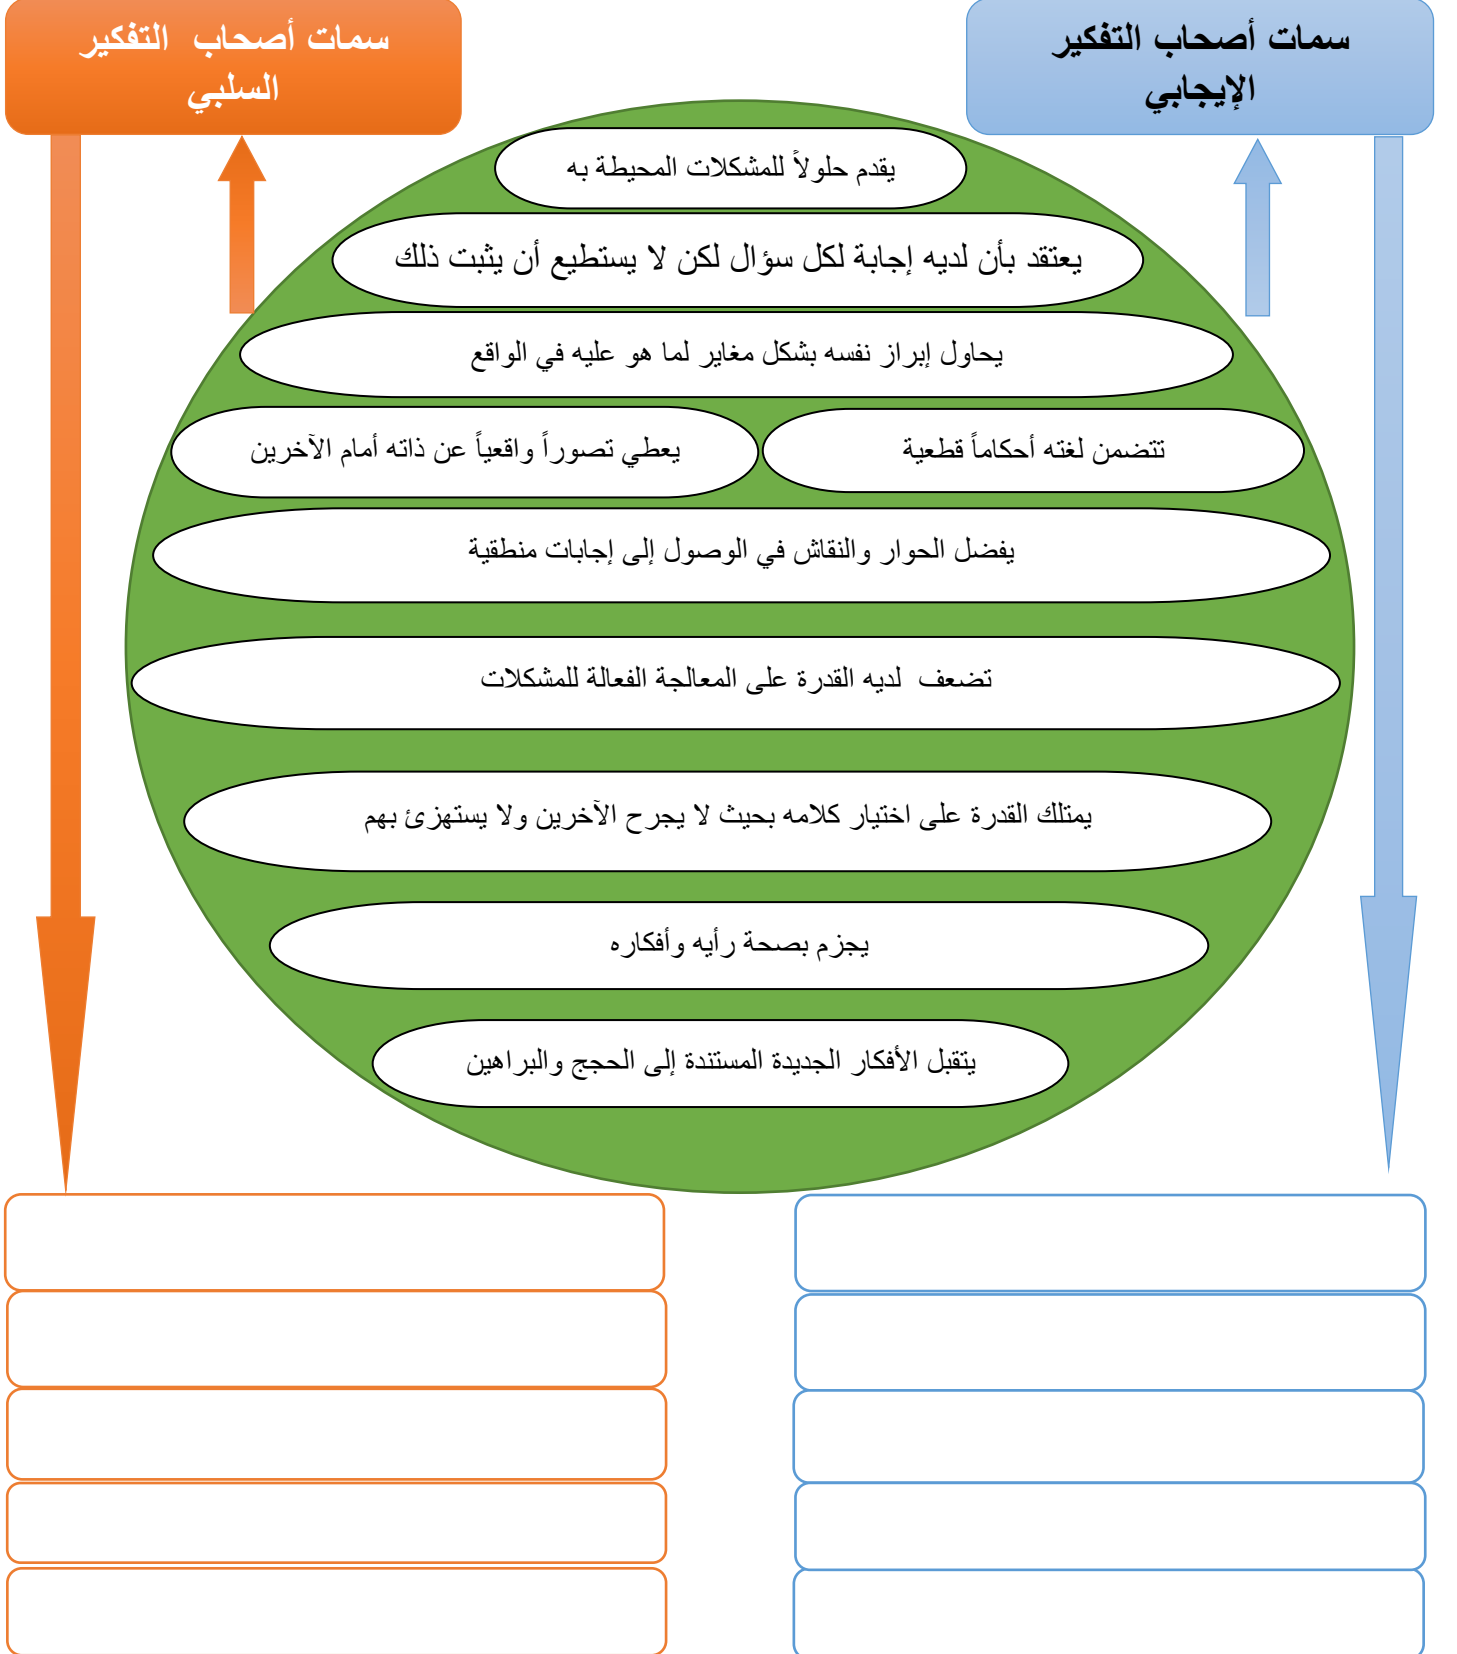 سمات أصحاب التفكير
الإيجابي
سمات أصحاب التفكير
السلبي
يقدم حلولاً للمشكلات المحيطة به
يعتقد بأن لديه إجابة لكل سؤال لكن لا يستطيع أن يثبت ذلك
يحاول إبراز نفسه بشكل مغاير لما هو عليه في الواقع
تتضمن لغته أحكاماً قطعية
يعطي تصوراً واقعياً عن ذاته أمام الآخرين
يفضل الحوار والنقاش في الوصول إلى إجابات منطقية
تضعف لديه القدرة على المعالجة الفعالة للمشكلات
يمتلك القدرة على اختيار كلامه بحيث لا يجرح الآخرين ولا يستهزئ بهم
يجزم بصحة رأيه وأفكاره
يتقبل الأفكار الجديدة المستندة إلى الحجج والبراهين